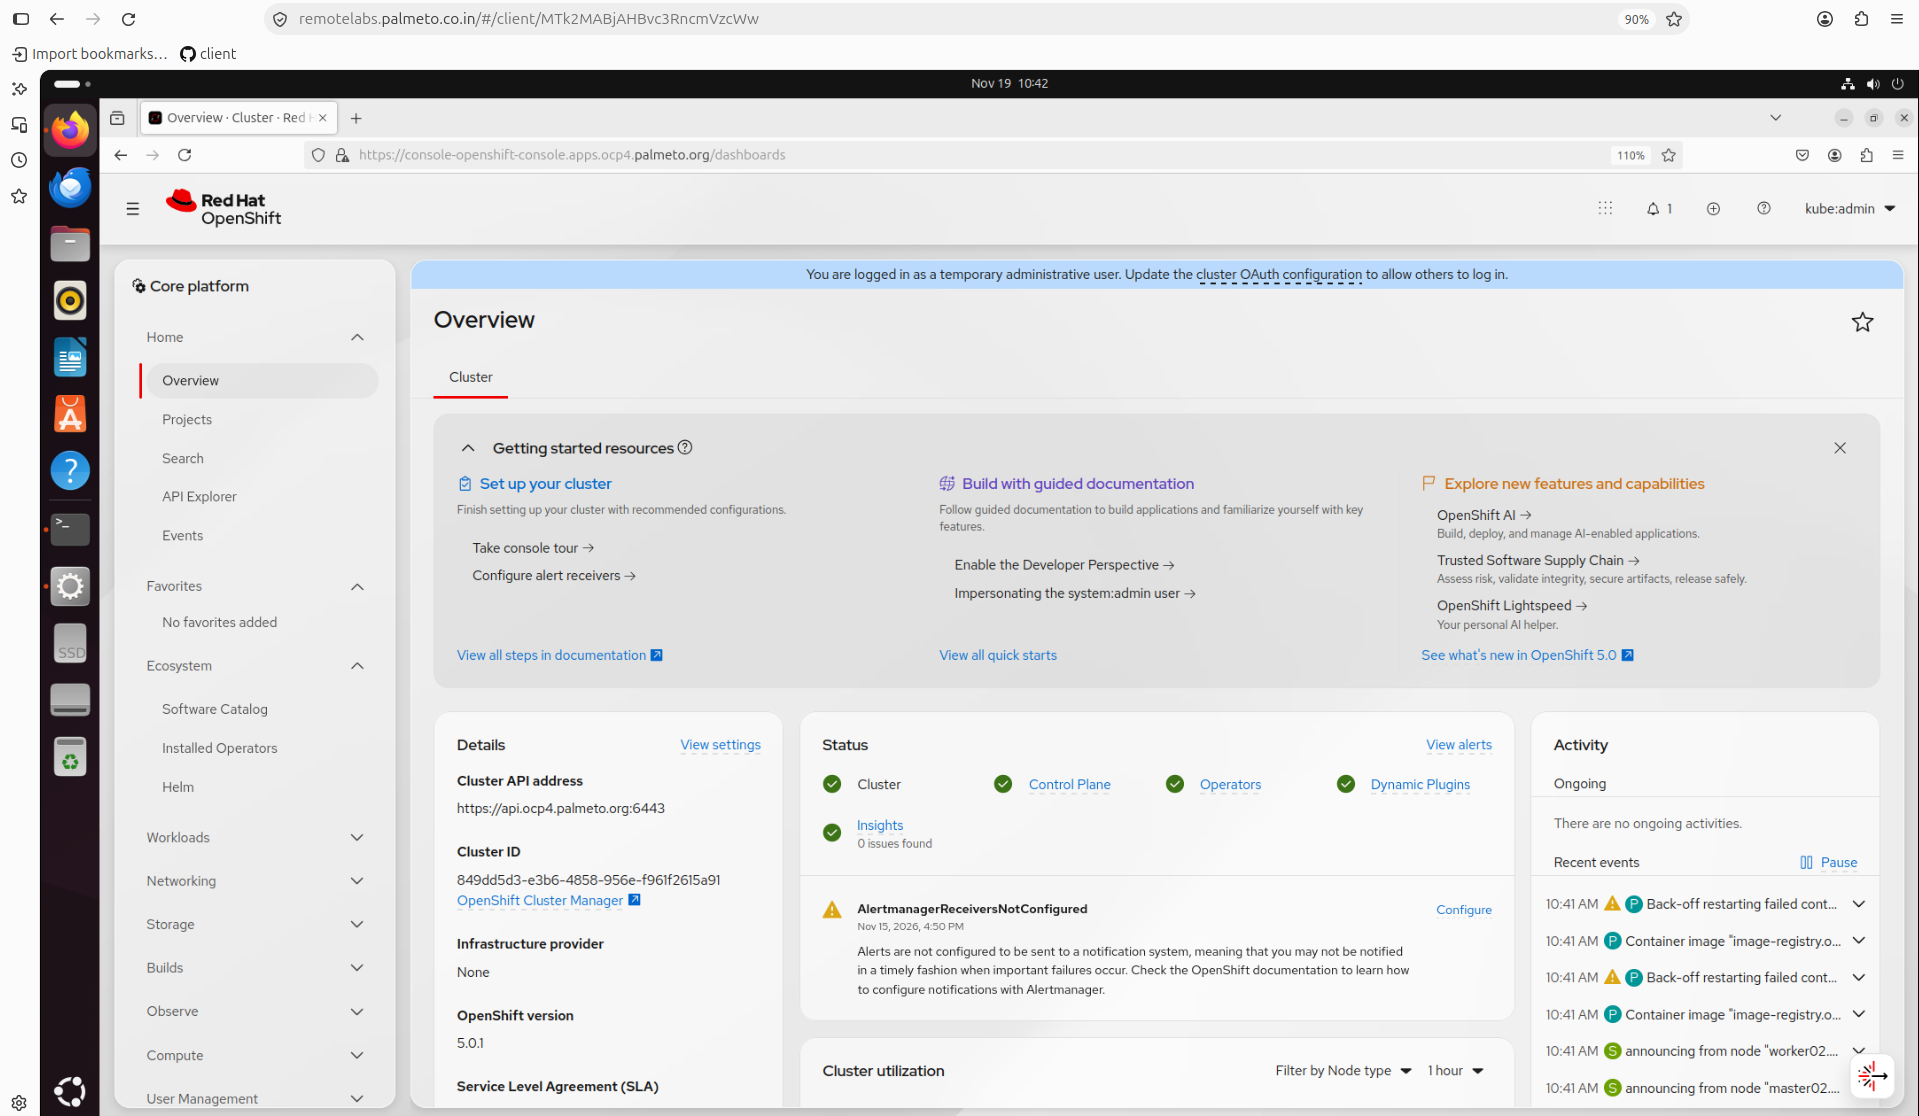 remotelabs.palmeto.co.in/#/client/MTk2MABjAHBvc3RncmVzcWw
90%
Import bookmarks...
client
Nov 19 10:42
Overview · Cluster · Red H
https://console-openshift-console.apps.ocp4.palmeto.org/dashboards
110%
Red Hat
OpenShift
1
kube:admin
Core platform
Home
Overview
Projects
Search
API Explorer
Events
Favorites
No favorites added
Ecosystem
Software Catalog
Installed Operators
Helm
Workloads
Networking
Storage
Builds
Observe
Compute
User Management
SSD
You are logged in as a temporary administrative user. Update the cluster OAuth configuration to allow others to log in.
Overview
Cluster
Getting started resources
Set up your cluster
Finish setting up your cluster with recommended configurations.
Take console tour
Configure alert receivers
View all steps in documentation
Build with guided documentation
Follow guided documentation to build applications and familiarize yourself with key
features.
Enable the Developer Perspective
Impersonating the system:admin user
View all quick starts
Explore new features and capabilities
OpenShift AI
Build, deploy, and manage AI-enabled applications.
Trusted Software Supply Chain
Assess risk, validate integrity, secure artifacts, release safely.
OpenShift Lightspeed
Your personal AI helper.
See what's new in OpenShift 5.0
Details
View settings
Cluster API address
https://api.ocp4.palmeto.org:6443
Cluster ID
849dd5d3-e3b6-4858-956e-f961f2615a91
OpenShift Cluster Manager
Infrastructure provider
None
OpenShift version
5.0.1
Service Level Agreement (SLA)
Status
View alerts
Cluster
Control Plane
Operators
Dynamic Plugins
Insights
0 issues found
AlertmanagerReceiversNotConfigured
Configure
Nov 15, 2026, 4:50 PM
Alerts are not configured to be sent to a notification system, meaning that you may not be notified
in a timely fashion when important failures occur. Check the OpenShift documentation to learn how
to configure notifications with Alertmanager.
Cluster utilization
Filter by Node type
1 hour
Activity
Ongoing
There are no ongoing activities.
Recent events
Pause
10:41 AM P Back-off restarting failed cont...
10:41 AM P Container image "image-registry.o...
10:41 AM P Back-off restarting failed cont...
10:41 AM P Container image "image-registry.o...
10:41 AM S announcing from node "worker02....
10:41 AM S announcing from node "master02....